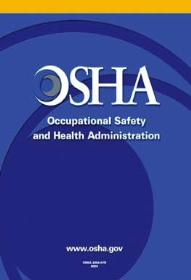 OSHA
Occupational Safety
and Health Administration
www.osha.gov